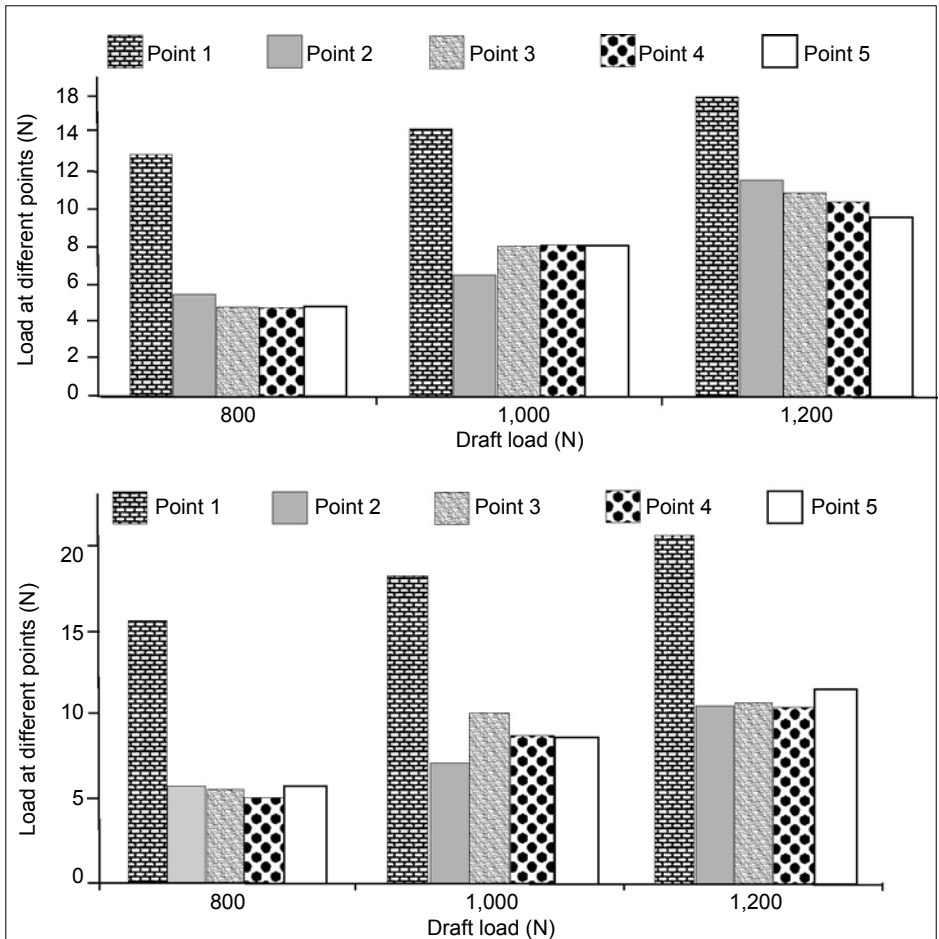 Point 1 Point 2 Point 3 Point 4 Point 5
Load at different points (N)
18
14
12
10
8
6
4
2
0
800 1,000 1,200
Draft load (N)
Point 1 Point 2 Point 3 Point 4 Point 5
Load at different points (N)
20
15
10
5
0
800 1,000 1,200
Draft load (N)